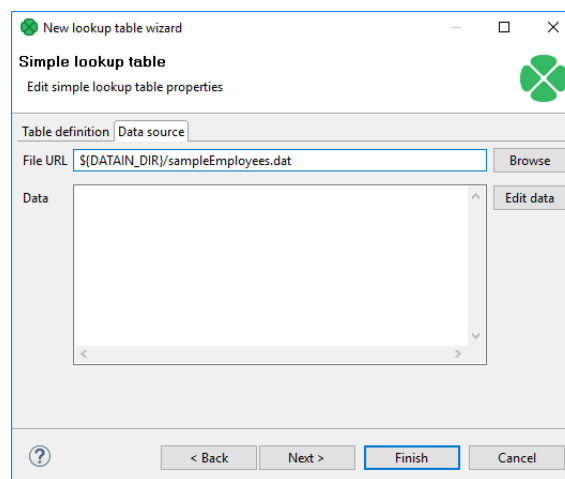 New lookup table wizard
Simple lookup table
Edit simple lookup table properties
Table definition Data source
File URL ${DATAIN_DIR}/sampleEmployees.dat Browse
Data Edit data
? < Back Next > Finish Cancel